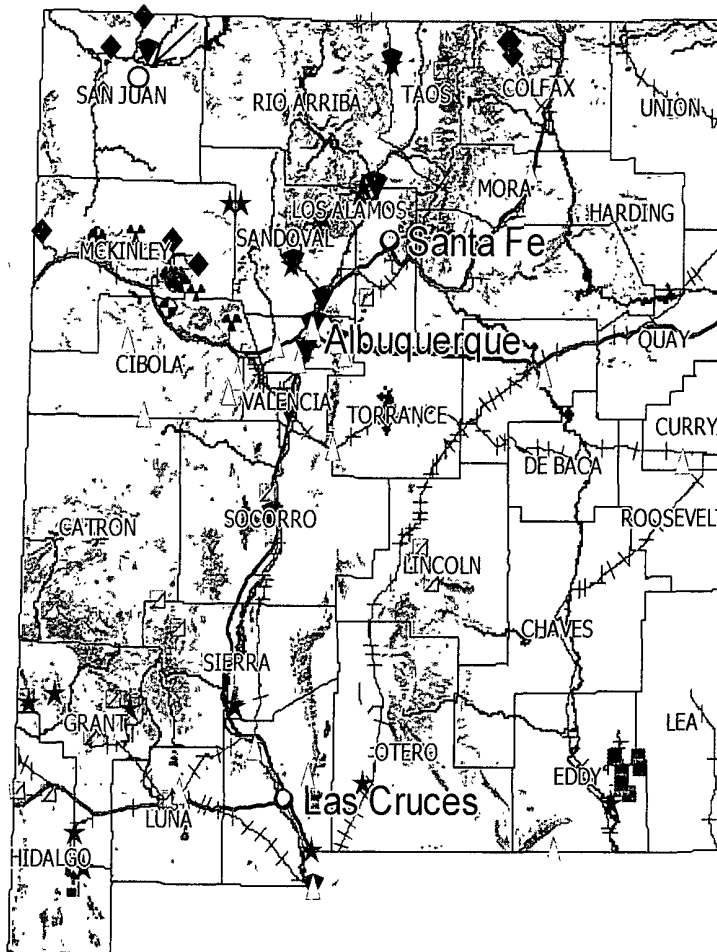 SAN JUAN
RIO ARRIBA
TAOS
COLFAX
UNION
MORA
LOS ALAMOS
HARDING
SANDOVAL
Santa Fe
MCKINLEY
Albuquerque
QUAY
CIBOLA
VALENCIA
TORRANCE
CURRY
DE BACA
CATRON
SOCORRO
ROOSEVELT
LINCOLN
CHAVES
SIERRA
GRANT
LEA
OTERO
EDDY
Las Cruces
LUNA
HIDALGO